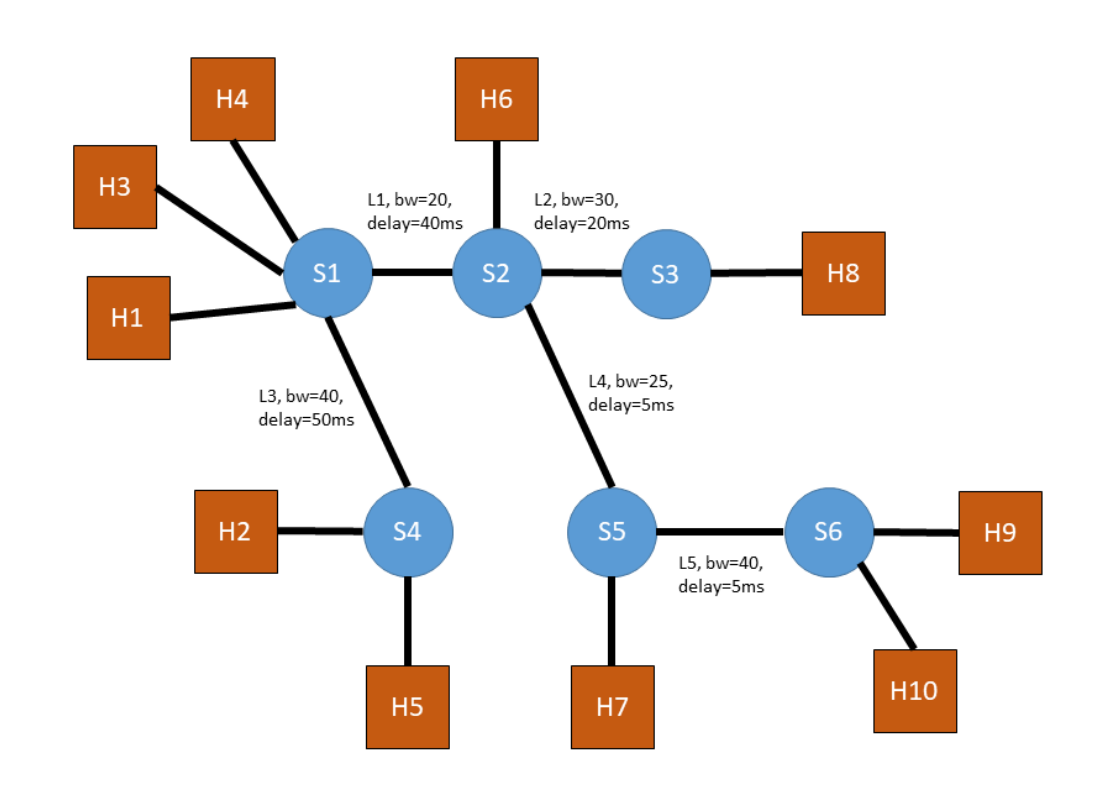 H4
H6
H3
L1, bw=20,
delay=40ms
L2, bw=30,
delay=20ms
S1
S2
S3
H8
H1
L3, bw=40,
delay=50ms
L4, bw=25,
delay=5ms
H2
S4
S5
S6
H9
L5, bw=40,
delay=5ms
H5
H7
H10